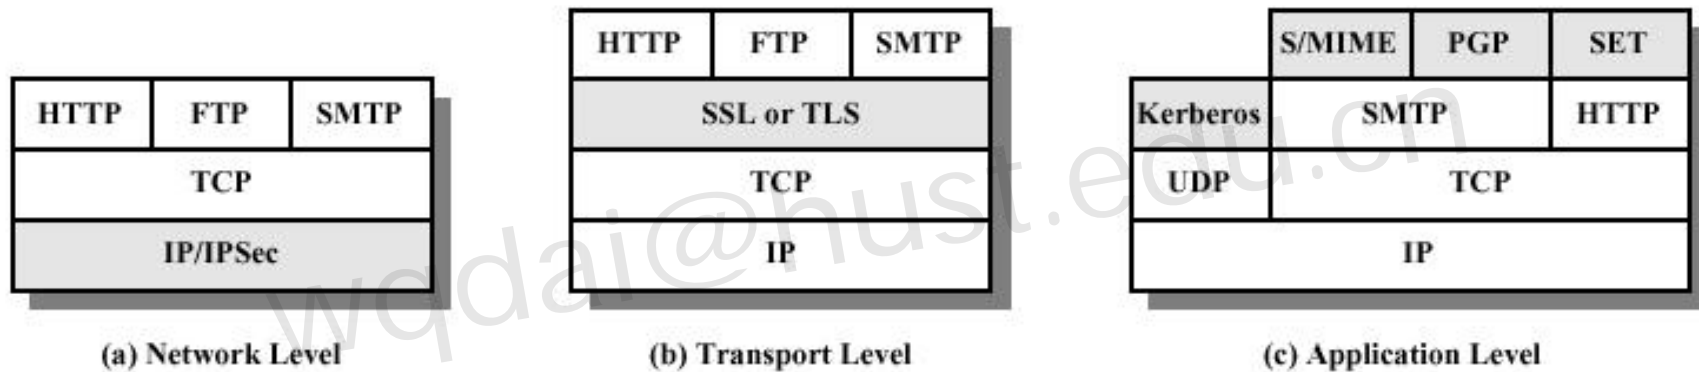 HTTP FTP SMTP
TCP
IP/IPSec
(a) Network Level
HTTP FTP SMTP
SSL or TLS
TCP
IP
(b) Transport Level
S/MIME PGP SET
Kerberos SMTP HTTP
UDP TCP
IP
(c) Application Level
wqdai@hust.edu.cn